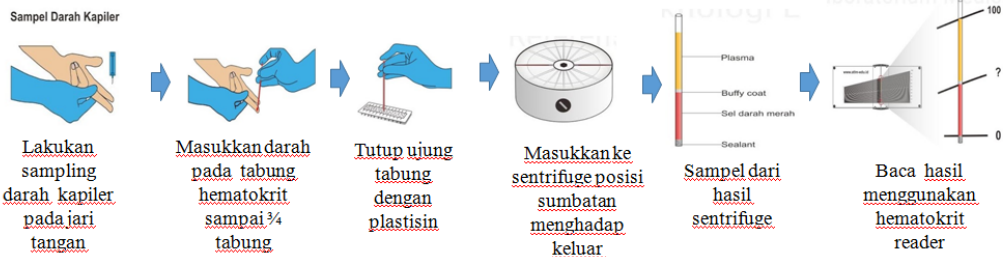 Sampel Darah Kapiler
Lakukan
sampling
darah kapiler
pada jari
tangan
Masukkan darah
pada tabung
hematokrit
sampai ¾
tabung
Tutup ujung
tabung
dengan
plastisin
Masukkan ke
sentrifuge posisi
sumbatan
menghadap
keluar
Plasma
Buffy coat
Sel darah merah
Sealant
Sampel dari
hasil
sentrifuge
100
?
0
Baca hasil
menggunakan
hematokrit
reader